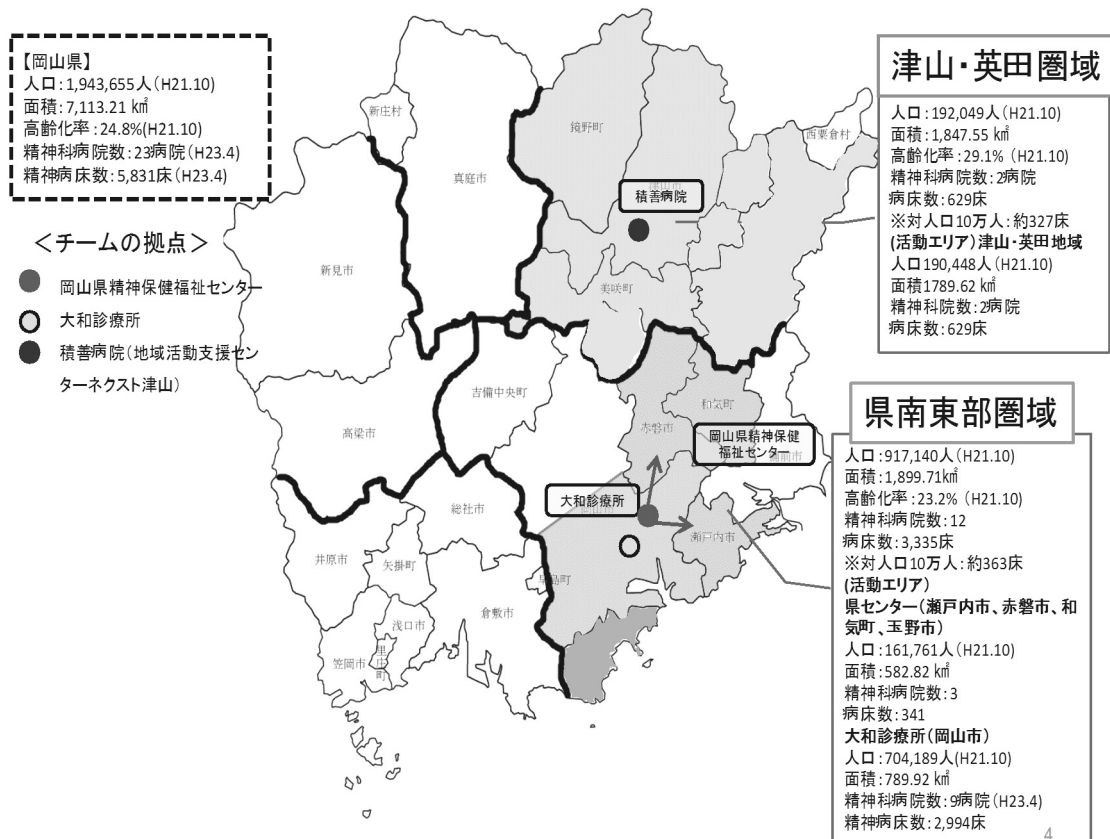 【岡山県】
人口:1,943,655人(H21.10)
面積:7,113.21 ㎢
高齢化率:24.8%(H21.10)
精神科病院数:23病院(H23.4)
精神病床数:5,831床(H23.4)
<チームの拠点>
岡山県精神保健福祉センター
大和診療所
積善病院(地域活動支援セン
ターネクスト津山)
新庄村
真庭市
鏡野町
津山市
西粟倉村
積善病院
新見市
美咲町
吉備中央町
高梁市
和気町
赤磐市
岡山県精神保健
福祉センター
備前市
大和診療所
総社市
瀬戸内市
井原市
矢掛町
早島町
倉敷市
浅口市
里庄町
笠岡市
津山・英田圏域
人口:192,049人(H21.10)
面積:1,847.55 ㎢
高齢化率:29.1% (H21.10)
精神科病院数:2病院
病床数:629床
※対人口10万人:約327床
(活動エリア)津山・英田地域
人口190,448人(H21.10)
面積1789.62 ㎢
精神科院数:2病院
病床数:629床
県南東部圏域
人口:917,140人(H21.10)
面積:1,899.71㎢
高齢化率:23.2% (H21.10)
精神科病院数:12
病床数:3,335床
※対人口10万人:約363床
(活動エリア)
県センター(瀬戸内市、赤磐市、和
気町、玉野市)
人口:161,761人(H21.10)
面積:582.82 ㎢
精神科病院数:3
病床数:341
大和診療所(岡山市)
人口:704,189人(H21.10)
面積:789.92 ㎢
精神科病院数:9病院(H23.4)
精神病床数:2,994床
4